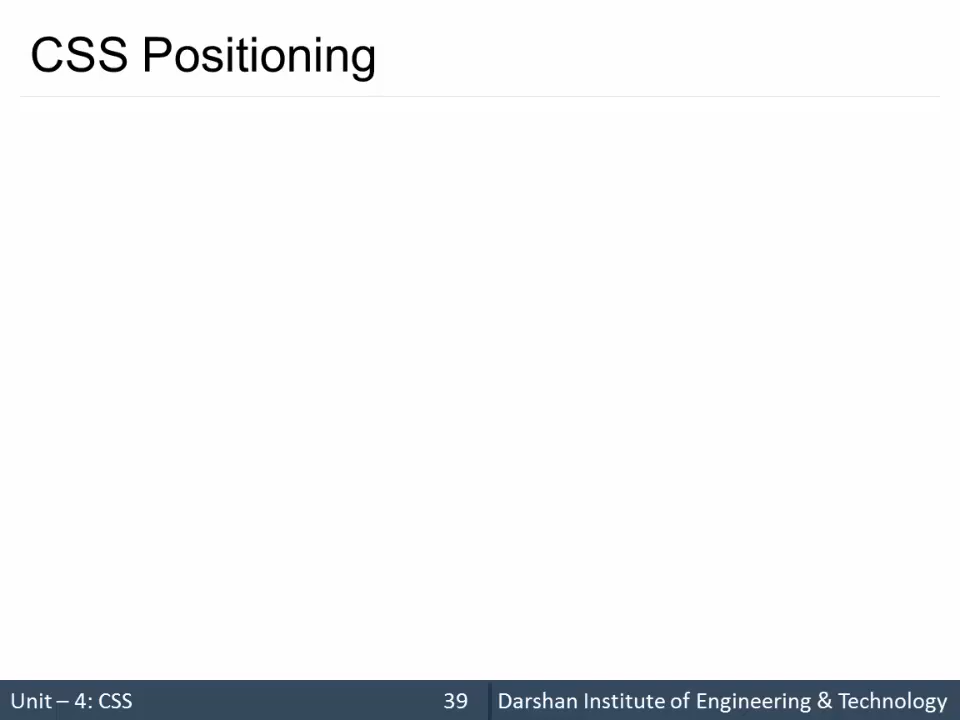 CSS Positioning
Unit – 4: CSS 39 Darshan Institute of Engineering & Technology